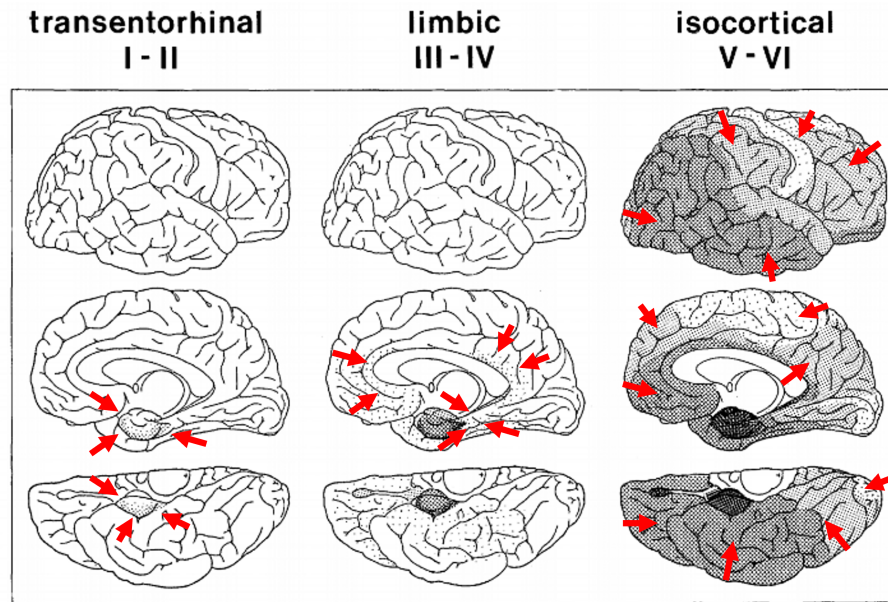 transentorhinal
I - II
limbic
III - IV
isocortical
V - VI